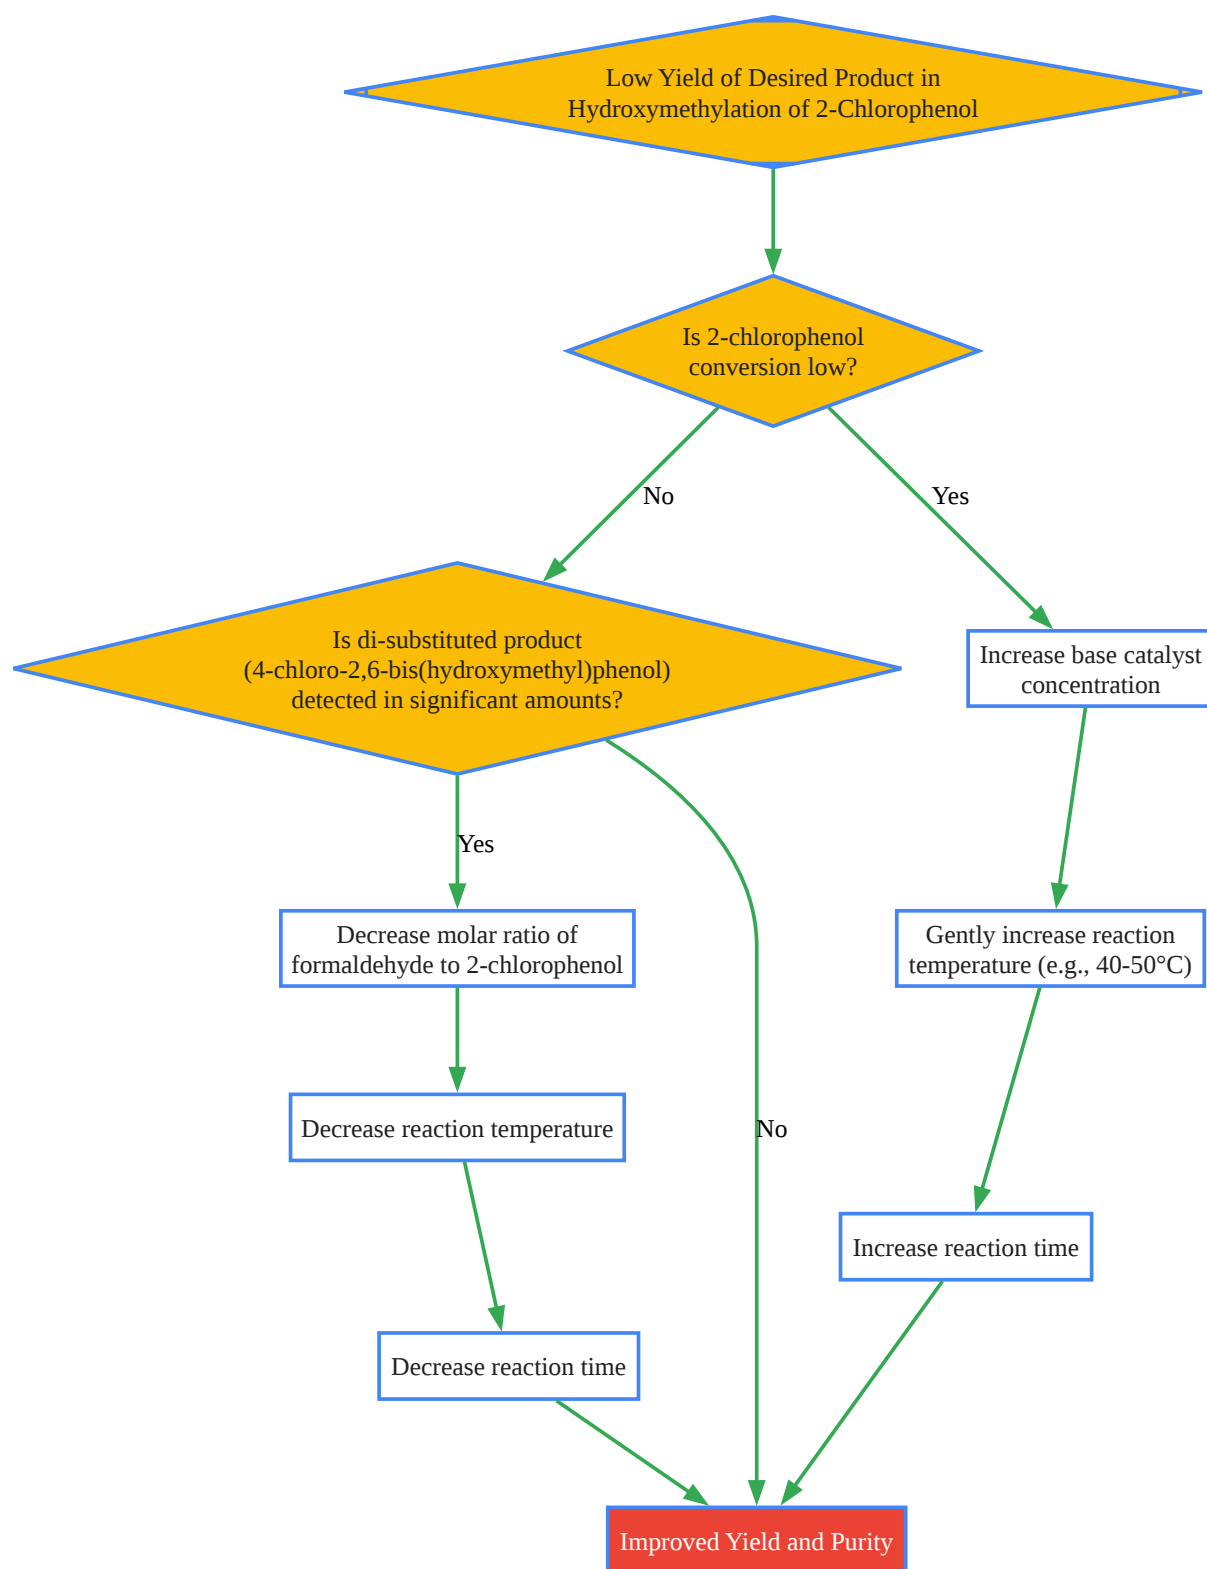 Low Yield of Desired Product in
Hydroxymethylation of 2-Chlorophenol
Is 2-chlorophenol
conversion low?
No
Yes
Is di-substituted product
(4-chloro-2,6-bis(hydroxymethyl)phenol)
detected in significant amounts?
Increase base catalyst
concentration
Yes
Decrease molar ratio of
formaldehyde to 2-chlorophenol
Gently increase reaction
temperature (e.g., 40-50°C)
Decrease reaction temperature
No
Increase reaction time
Decrease reaction time
Improved Yield and Purity